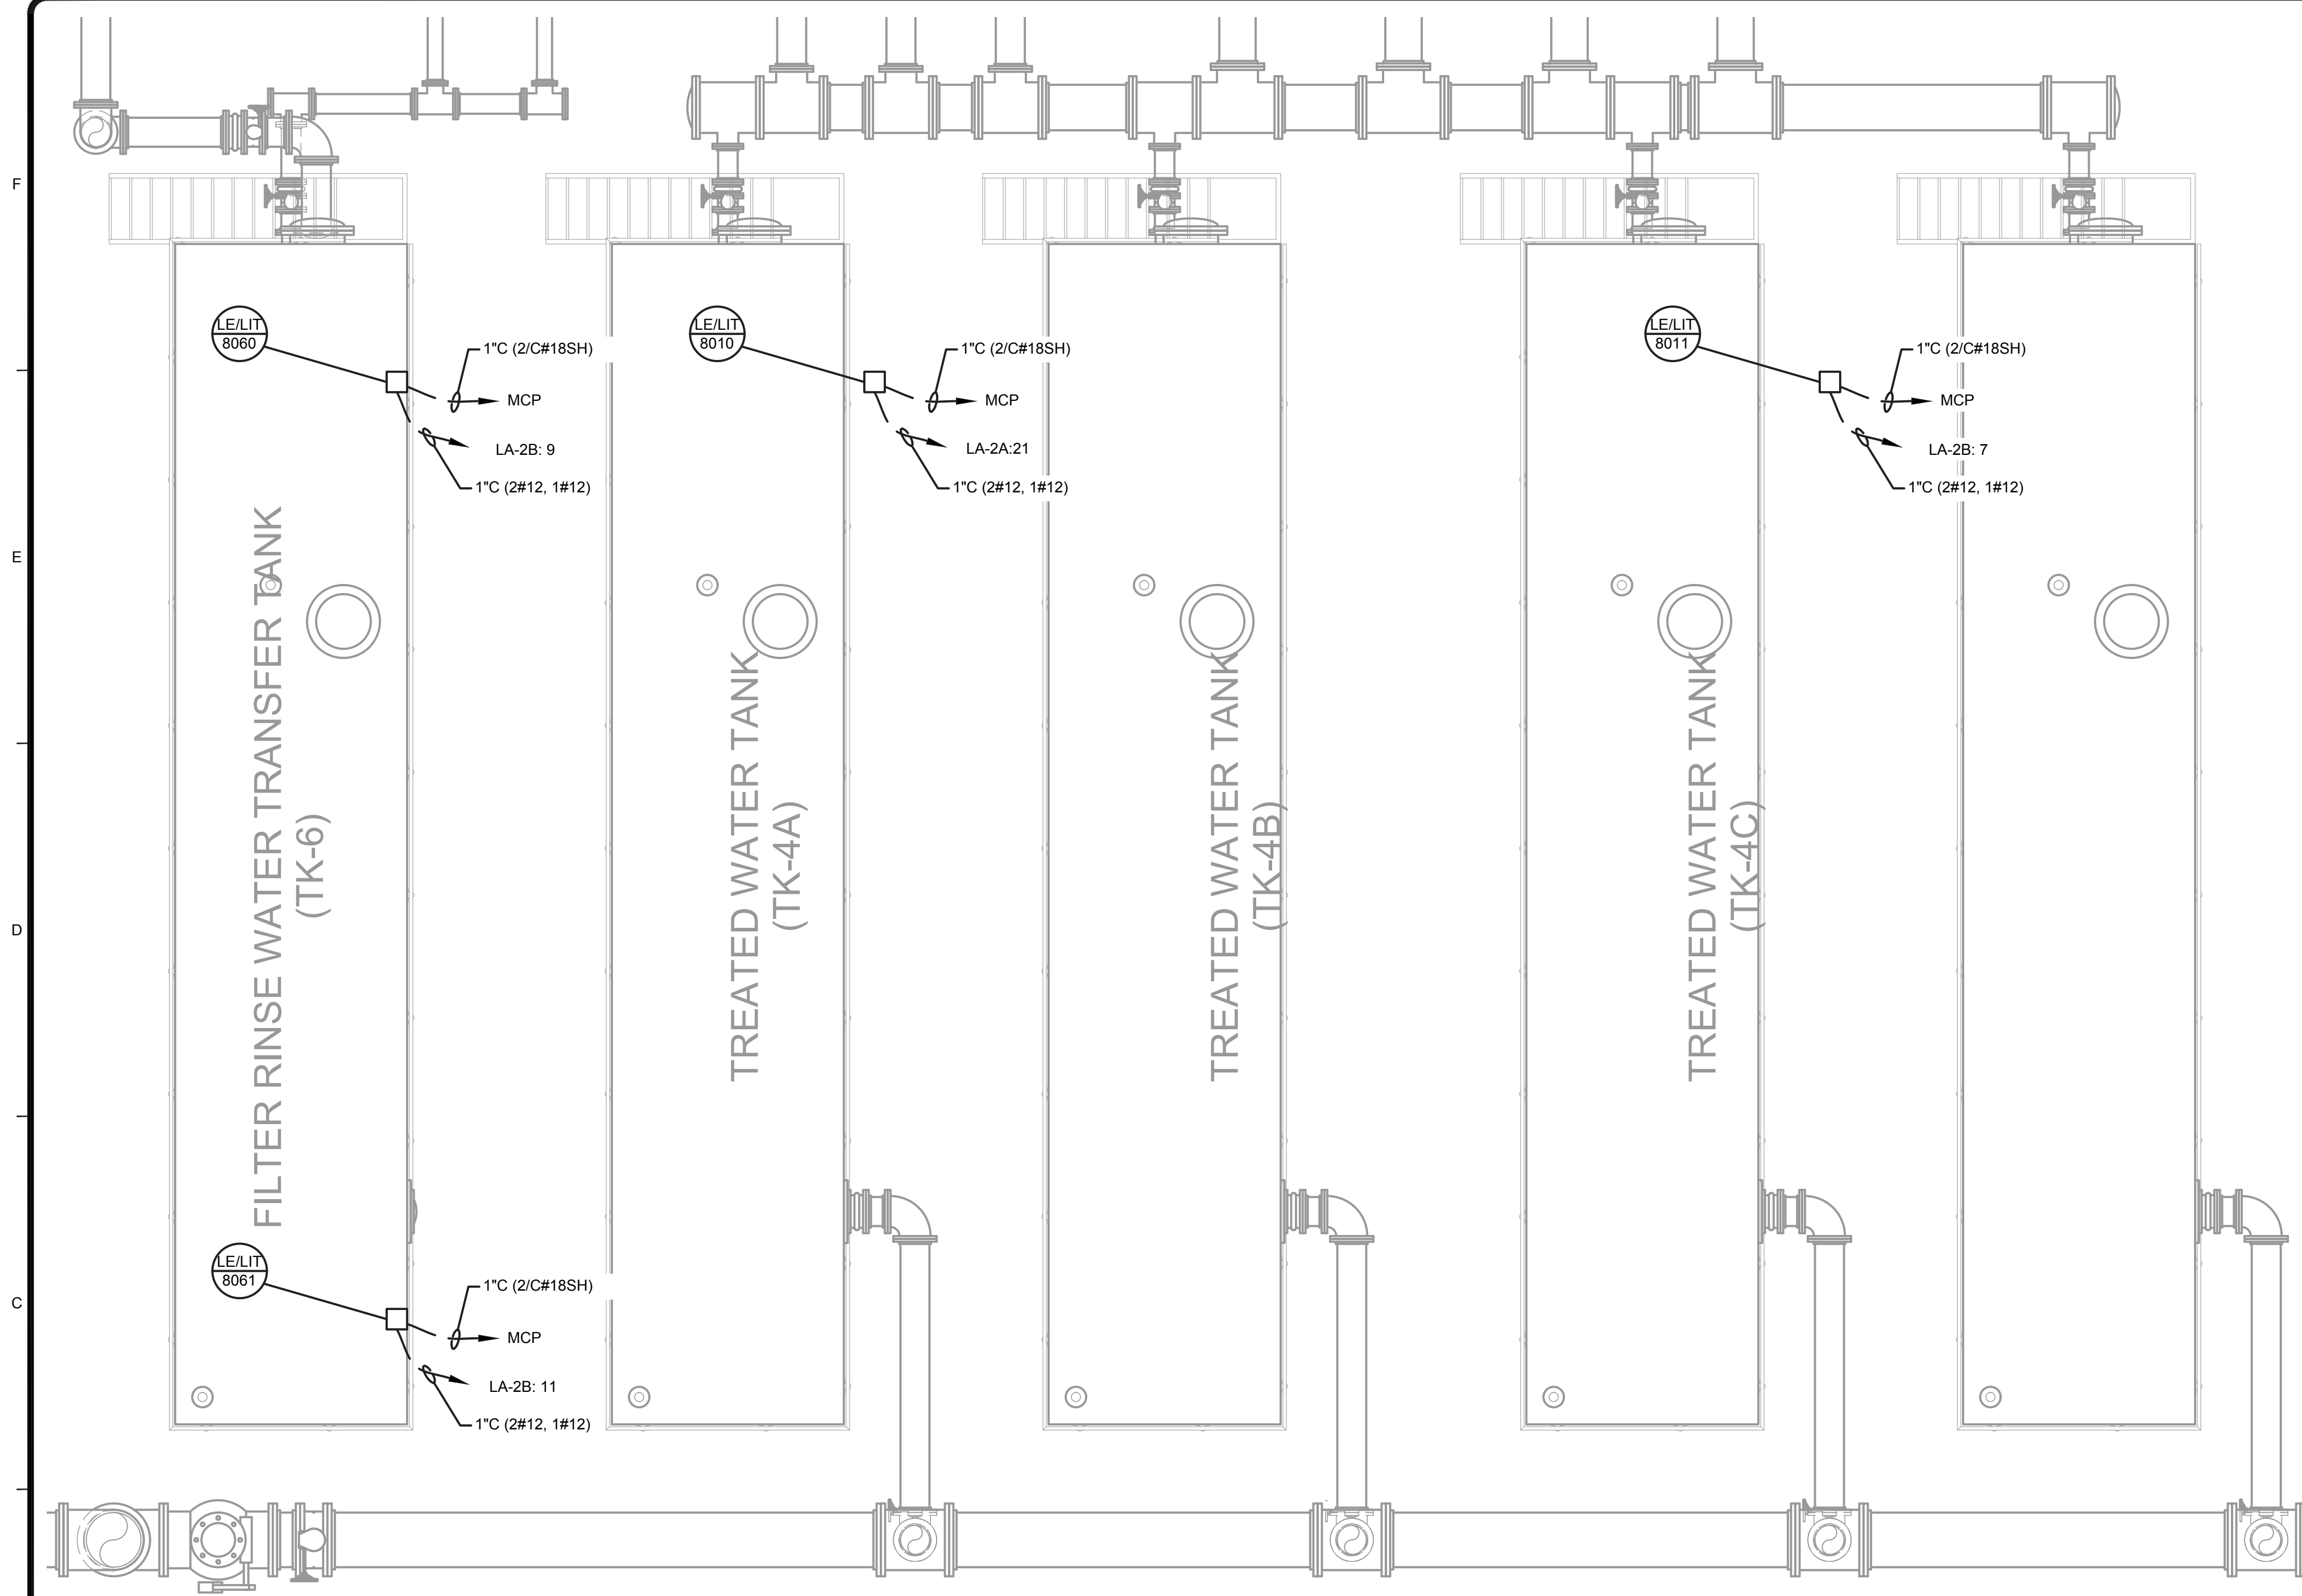 F
E
D
C
LE/LIT
8060
1"C (2/C#18SH)
MCP
LA-2B: 9
1"C (2#12, 1#12)
LE/LIT
8010
1"C (2/C#18SH)
MCP
LA-2A:21
1"C (2#12, 1#12)
LE/LIT
8011
1"C (2/C#18SH)
MCP
LA-2B: 7
1"C (2#12, 1#12)
FILTER RINSE WATER TRANSFER TANK
(TK-6)
TREATED WATER TANK
(TK-4A)
TREATED WATER TANK
(TK-4B)
TREATED WATER TANK
(TK-4C)
LE/LIT
8061
1"C (2/C#18SH)
MCP
LA-2B: 11
1"C (2#12, 1#12)